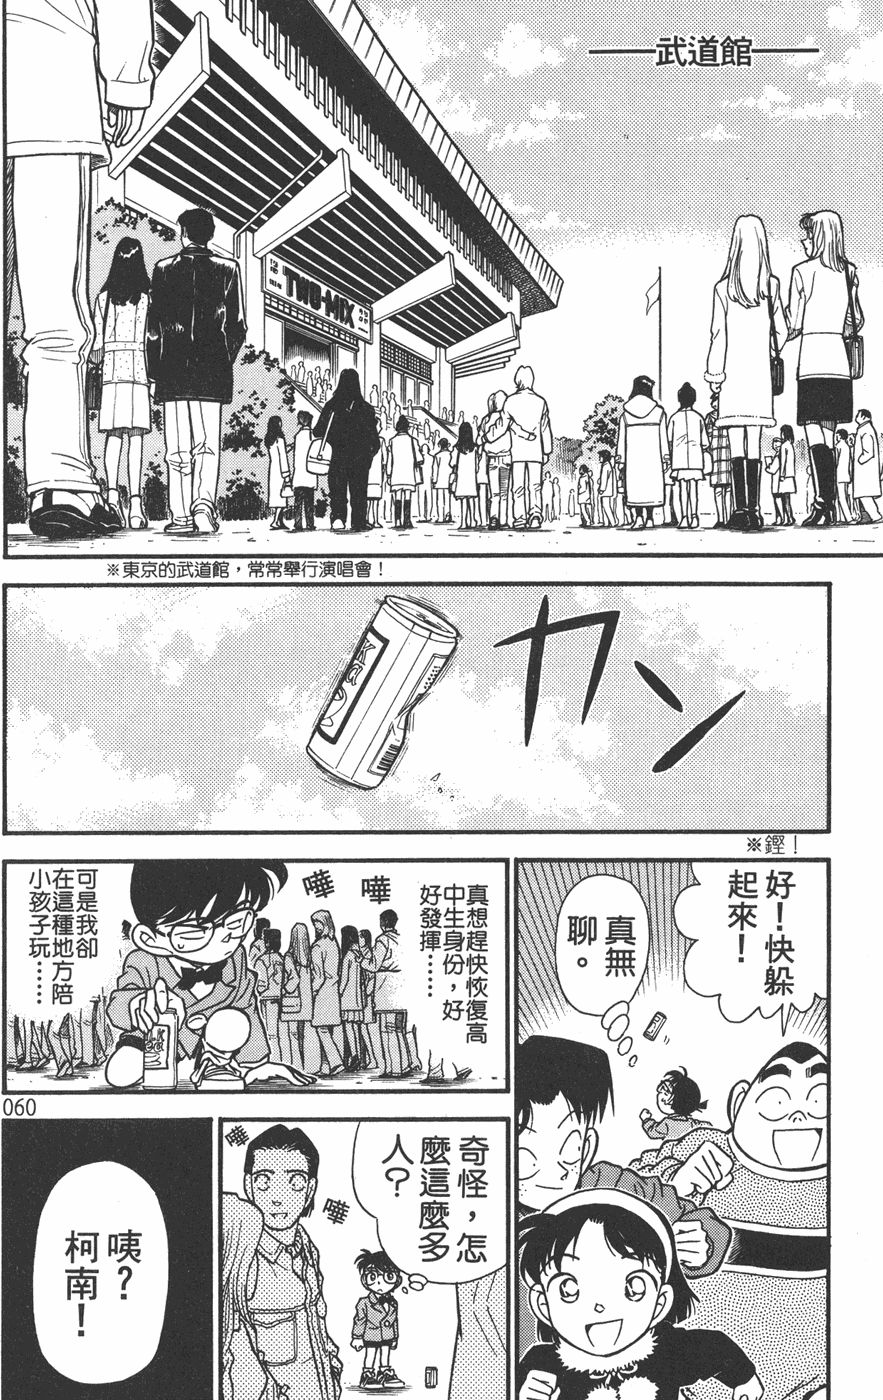 武道館
TWO-MIX
※東京的武道館，常常舉行演唱會！
カン
※鏗！
好！快躲
起來！
真無
聊。
真想趕快恢復高
中生身份，好
好發揮……
嘩
嘩
可是我卻
在這種地方陪
小孩子玩……
060
奇怪，怎
麼這麼多
人？
嘩
嘩
咦？
柯南！